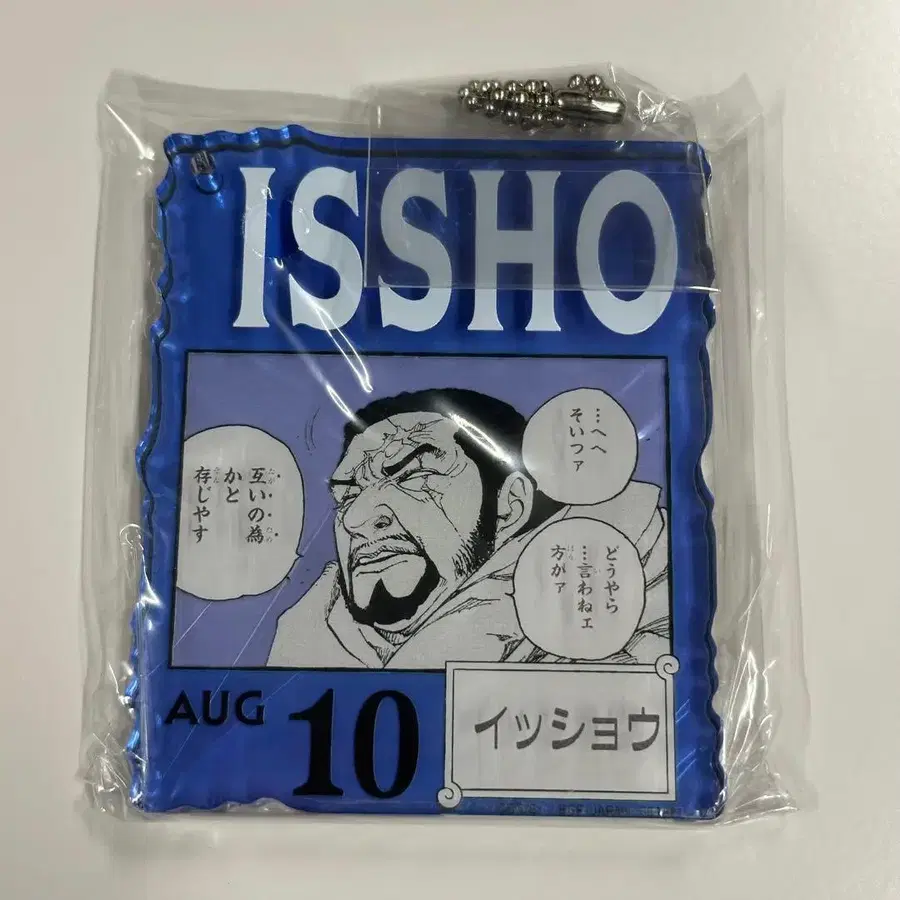 ISSHO
…へへ
そいつァ
どうやら
…言わねェ
方がァ
互いの為
かと
存じやす
AUG 10
イッショウ